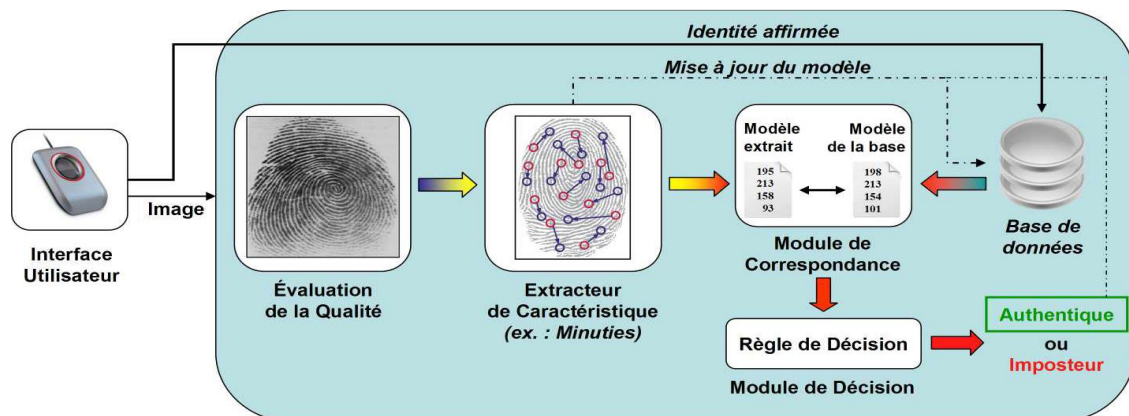 Identité affirmée
Mise à jour du modèle
Image
Interface
Utilisateur
Évaluation
de la Qualité
Extracteur
de Caractéristique
(ex. : Minuties)
Modèle
extrait
195
213
158
93
Modèle
de la base
198
213
154
101
Module de
Correspondance
Base de
données
Règle de Décision
Module de Décision
Authentique
ou
Imposteur